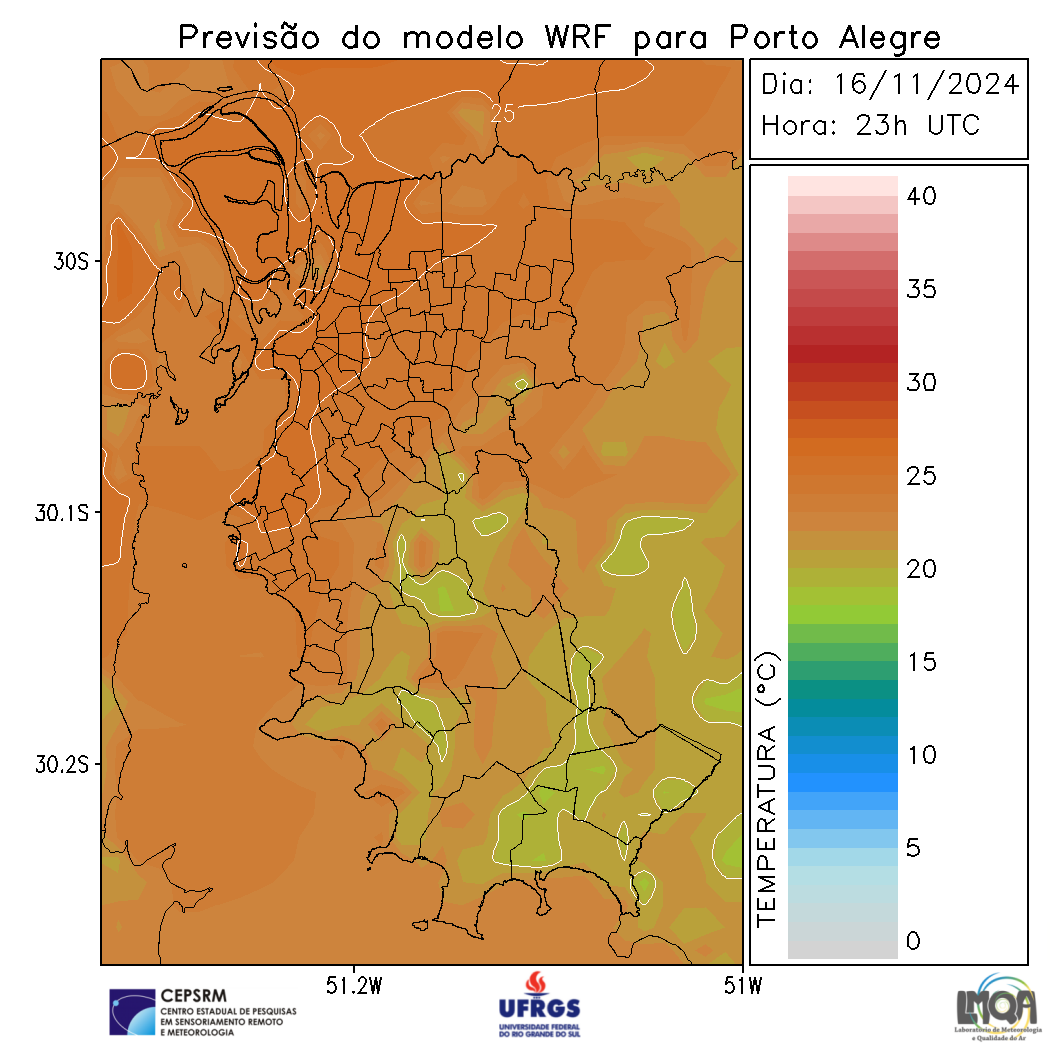 Previsão do modelo WRF para Porto Alegre
Dia: 16/11/2024
Hora: 23h UTC
25
30S
30.1S
30.2S
51.2W
51W
TEMPERATURA (°C)
40
35
30
25
20
15
10
5
0
CEPSRM
CENTRO ESTADUAL DE PESQUISAS
EM SENSORIAMENTO REMOTO
E METEOROLOGIA
UFRGS
UNIVERSIDADE FEDERAL
DO RIO GRANDE DO SUL
LMQA
Laboratório de Meteorologia
e Qualidade do Ar